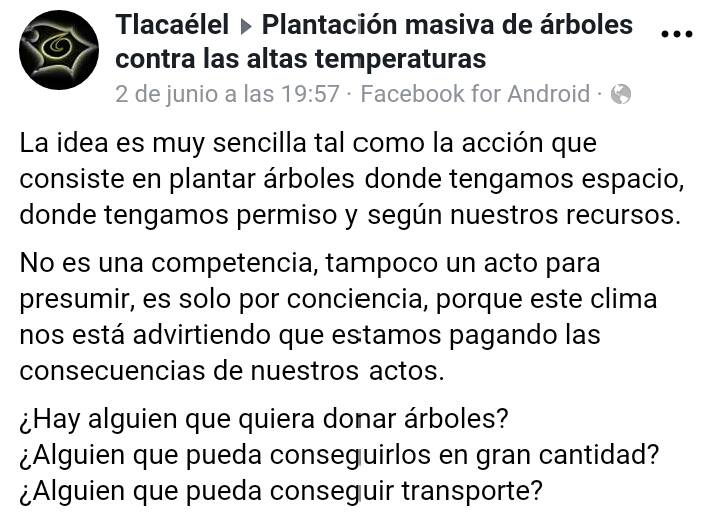 Tlacaélel ▸ Plantación masiva de árboles
contra las altas temperaturas
2 de junio a las 19:57 · Facebook for Android ·
La idea es muy sencilla tal como la acción que
consiste en plantar árboles donde tengamos espacio,
donde tengamos permiso y según nuestros recursos.
No es una competencia, tampoco un acto para
presumir, es solo por conciencia, porque este clima
nos está advirtiendo que estamos pagando las
consecuencias de nuestros actos.
¿Hay alguien que quiera donar árboles?
¿Alguien que pueda conseguirlos en gran cantidad?
¿Alguien que pueda conseguir transporte?